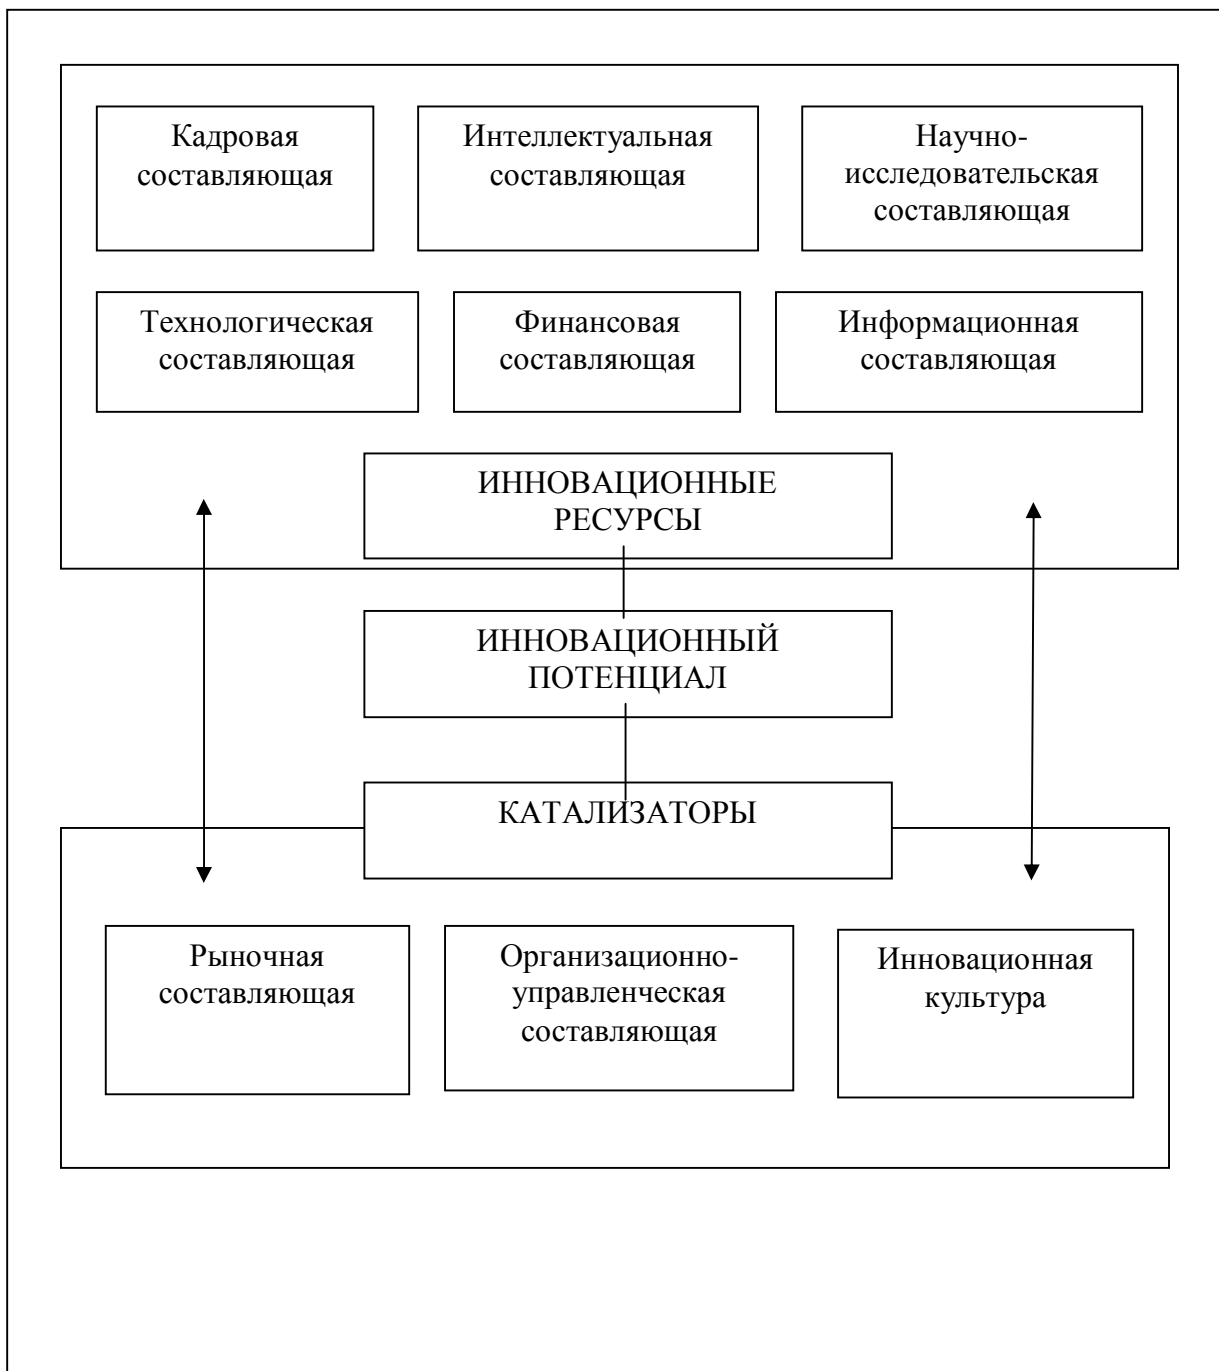 Кадровая
составляющая
Интеллектуальная
составляющая
Научно-
исследовательская
составляющая
Технологическая
составляющая
Финансовая
составляющая
Информационная
составляющая
ИННОВАЦИОННЫЕ
РЕСУРСЫ
ИННОВАЦИОННЫЙ
ПОТЕНЦИАЛ
КАТАЛИЗАТОРЫ
Рыночная
составляющая
Организационно-
управленческая
составляющая
Инновационная
культура